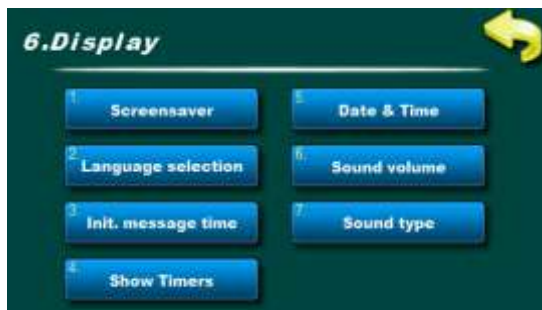 6.Display
1. Screensaver
2. Language selection
3. Init. message time
4. Show Timers
5. Date & Time
6. Sound volume
7. Sound type